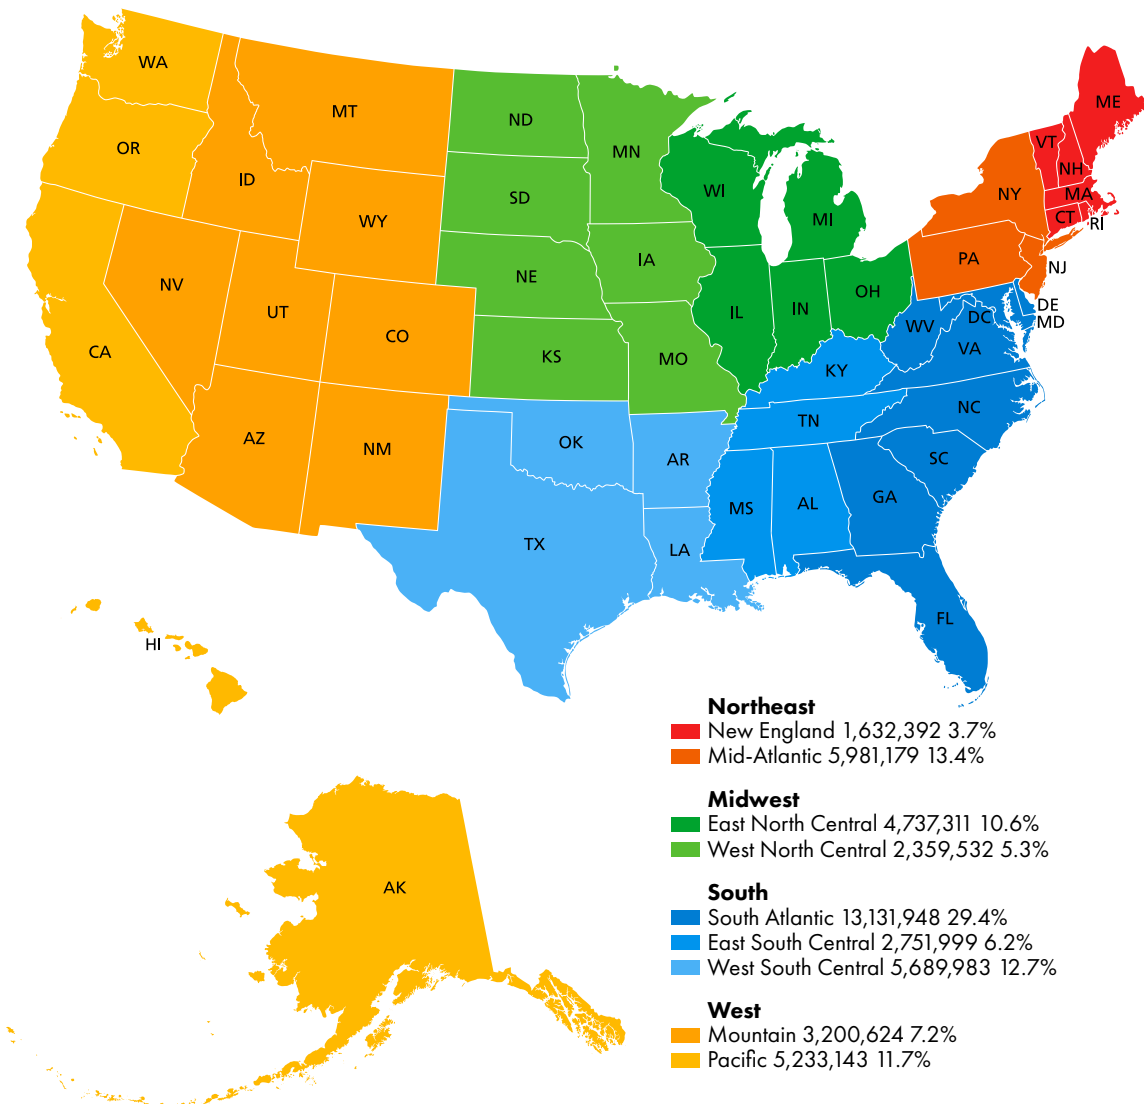 WA
MT
ND
ME
OR
MN
VT
ID
NH
WI
NY
MA
SD
WY
MI
CT
RI
IA
PA
NJ
NE
NV
OH
UT
IL
IN
DE
CO
WV
DC
MD
CA
KS
MO
VA
KY
NC
TN
AZ
OK
NM
AR
SC
GA
MS
AL
TX
LA
FL
HI
Northeast
New England 1,632,392 3.7%
Mid-Atlantic 5,981,179 13.4%
Midwest
East North Central 4,737,311 10.6%
West North Central 2,359,532 5.3%
AK
South
South Atlantic 13,131,948 29.4%
East South Central 2,751,999 6.2%
West South Central 5,689,983 12.7%
West
Mountain 3,200,624 7.2%
Pacific 5,233,143 11.7%